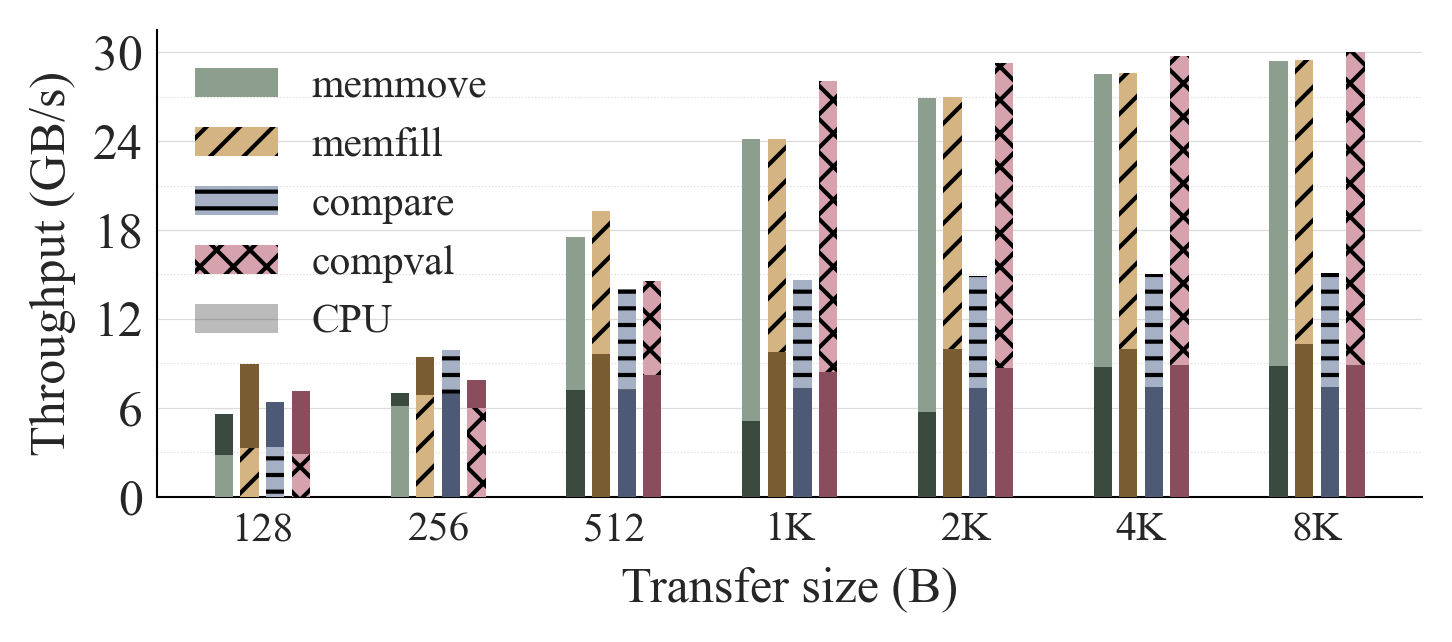 Throughput (GB/s)
30
24
18
12
6
0
memmove
memfill
compare
compval
CPU
128 256 512 1K 2K 4K 8K
Transfer size (B)